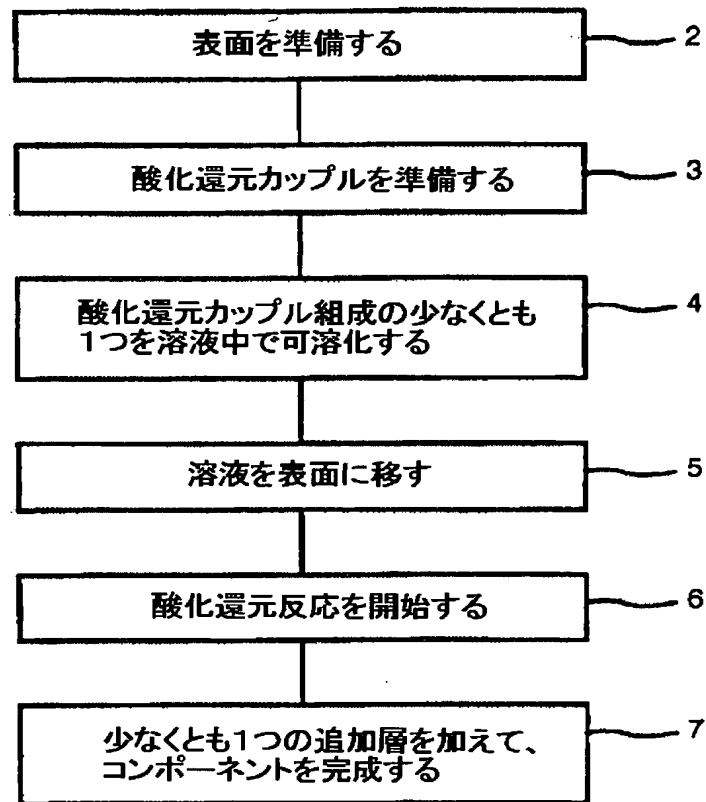 表面を準備する
2
酸化還元カップルを準備する
3
酸化還元カップル組成の少なくとも
1つを溶液中で可溶化する
4
溶液を表面に移す
5
酸化還元反応を開始する
6
少なくとも1つの追加層を加えて、
コンポーネントを完成する
7